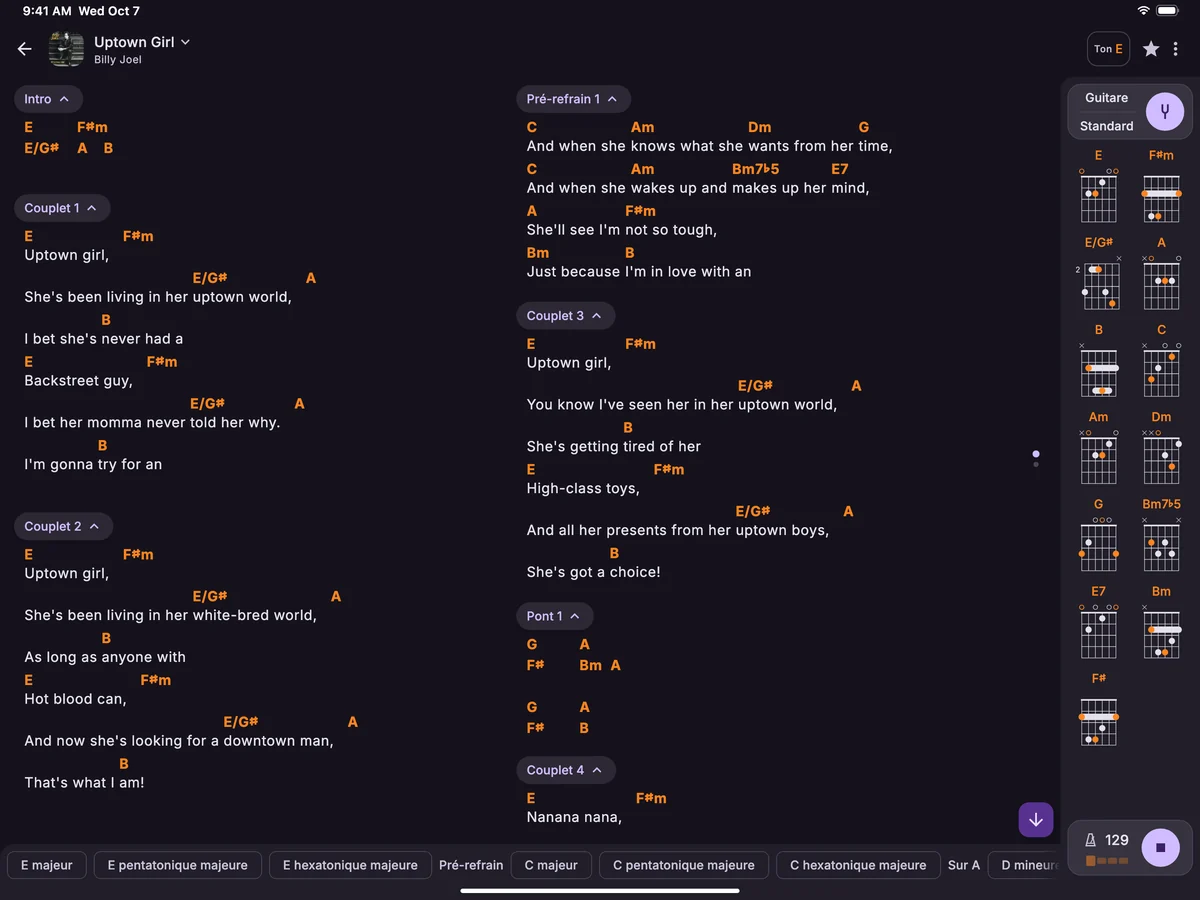 9:41 AM Wed Oct 7
Uptown Girl
Billy Joel
Ton E
Intro
E F#m
E/G# A B
Couplet 1
E F#m
Uptown girl,
E/G# A
She's been living in her uptown world,
B
I bet she's never had a
E F#m
Backstreet guy,
E/G# A
I bet her momma never told her why.
B
I'm gonna try for an
Couplet 2
E F#m
Uptown girl,
E/G# A
She's been living in her white-bred world,
B
As long as anyone with
E F#m
Hot blood can,
E/G# A
And now she's looking for a downtown man,
B
That's what I am!
Pré-refrain 1
C Am Dm G
And when she knows what she wants from her time,
C Am Bm7♭5 E7
And when she wakes up and makes up her mind,
A F#m
She'll see I'm not so tough,
Bm B
Just because I'm in love with an
Couplet 3
E F#m
Uptown girl,
E/G# A
You know I've seen her in her uptown world,
B
She's getting tired of her
E F#m
High-class toys,
E/G# A
And all her presents from her uptown boys,
B
She's got a choice!
Pont 1
G A
F# Bm A
G A
F# B
Couplet 4
E F#m
Nanana nana,
Guitare
Standard
E F#m
E/G# A
2
B C
Am Dm
G Bm7♭5
E7 Bm
F#
129
E majeur E pentatonique majeure E hexatonique majeure Pré-refrain C majeur C pentatonique majeure C hexatonique majeure Sur A D mineure